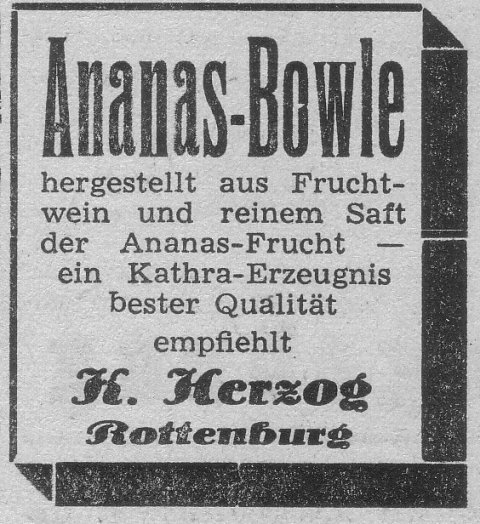 Ananas-Bowle
hergestellt aus Frucht-
wein und reinem Saft
der Ananas-Frucht —
ein Kathra-Erzeugnis
bester Qualität
empfiehlt
K. Herzog
Rottenburg